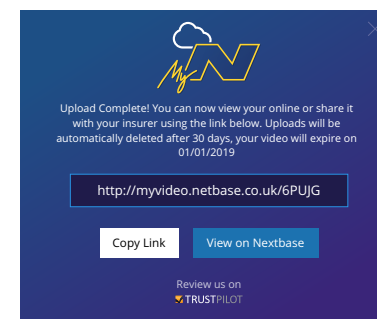 My N
Upload Complete! You can now view your online or share it
with your insurer using the link below. Uploads will be
automatically deleted after 30 days, your video will expire on
01/01/2019
http://myvideo.netbase.co.uk/6PUJG
Copy Link
View on Nextbase
Review us on
TRUSTPILOT